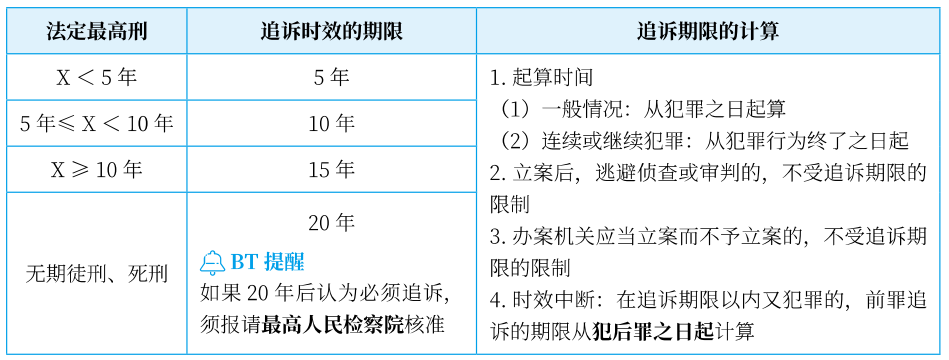 法定最高刑
追诉时效的期限
追诉期限的计算
X < 5 年
5 年
5 年≤ X < 10 年
10 年
X ≥ 10 年
15 年
无期徒刑、死刑
20 年
BT 提醒
如果 20 年后认为必须追诉，
须报请最高人民检察院核准
1. 起算时间
（1）一般情况：从犯罪之日起算
（2）连续或继续犯罪：从犯罪行为终了之日起
2. 立案后，逃避侦查或审判的，不受追诉期限的
限制
3. 办案机关应当立案而不予立案的，不受追诉期
限的限制
4. 时效中断：在追诉期限以内又犯罪的，前罪追
诉的期限从犯后罪之日起计算